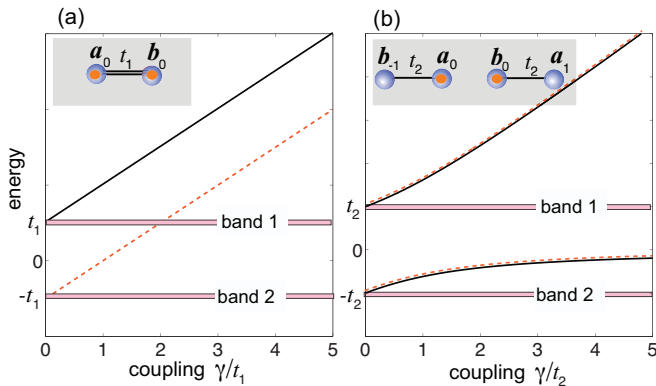 (a)
a₀ t₁ b₀
energy
t₁
0
-t₁
band 1
band 2
0 1 2 3 4 5
coupling γ/t₁
(b)
b₋₁ t₂ a₀ b₀ t₂ a₁
t₂
0
-t₂
band 1
band 2
0 1 2 3 4 5
coupling γ/t₂